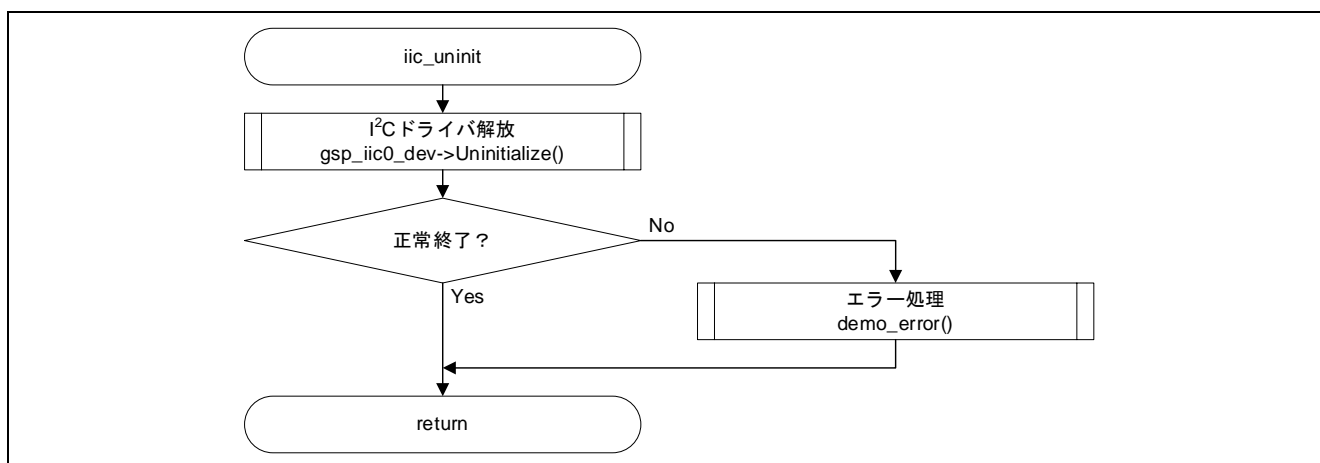 iic_uninit
I²Cドライバ解放
gsp_iic0_dev->Uninitialize()
正常終了？
No
Yes
エラー処理
demo_error()
return